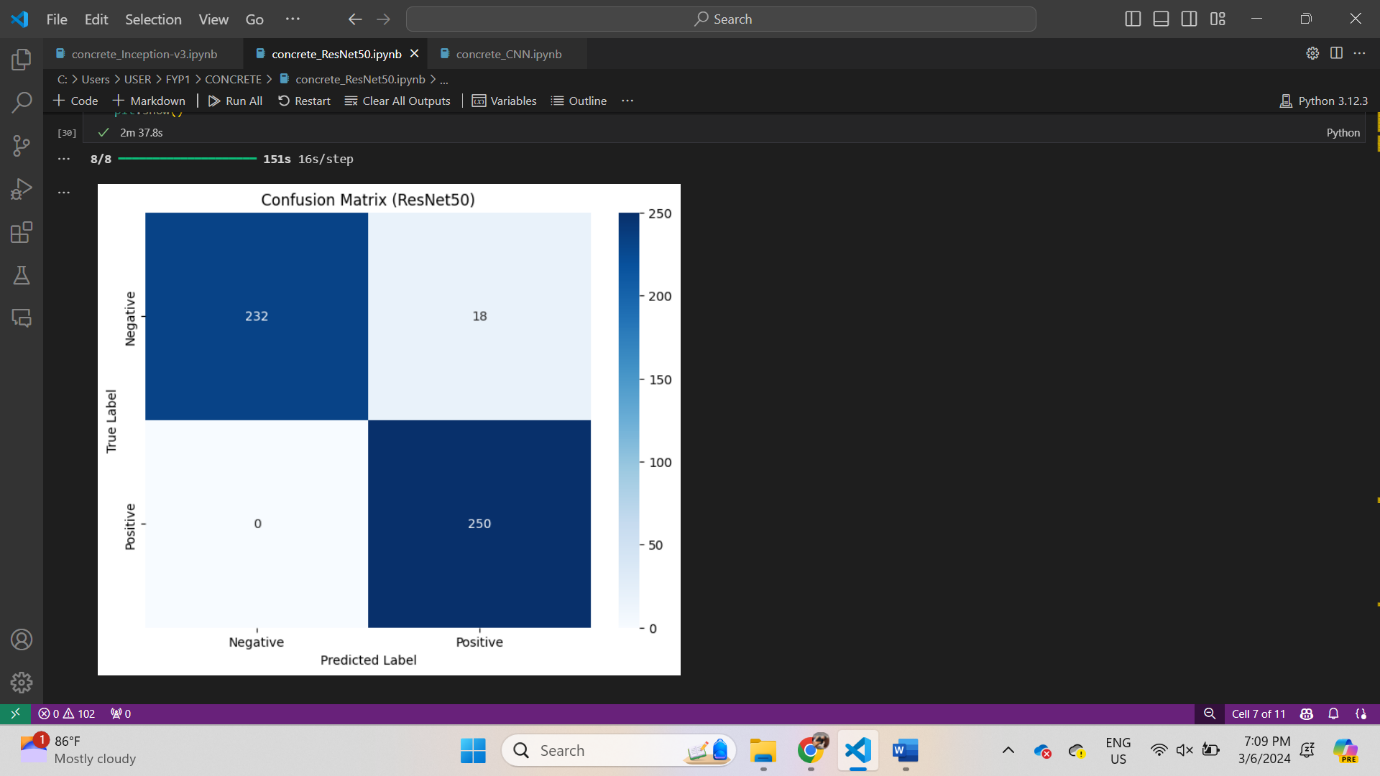 File Edit Selection View Go ···
Search
concrete_Inception-v3.ipynb concrete_ResNet50.ipynb concrete_CNN.ipynb
C: > Users > USER > FYP1 > CONCRETE > concrete_ResNet50.ipynb > ...
+ Code + Markdown | Run All Restart Clear All Outputs | Variables Outline ···
Python 3.12.3
plt.show()
[30] 2m 37.8s
Python
8/8 151s 16s/step
Confusion Matrix (ResNet50)
250
200
150
100
50
0
True Label
Negative
Positive
232 18
0 250
Negative Positive
Predicted Label
0 102 0
Cell 7 of 11
1
86°F
Mostly cloudy
Search
ENG
US
7:09 PM
3/6/2024
PRE